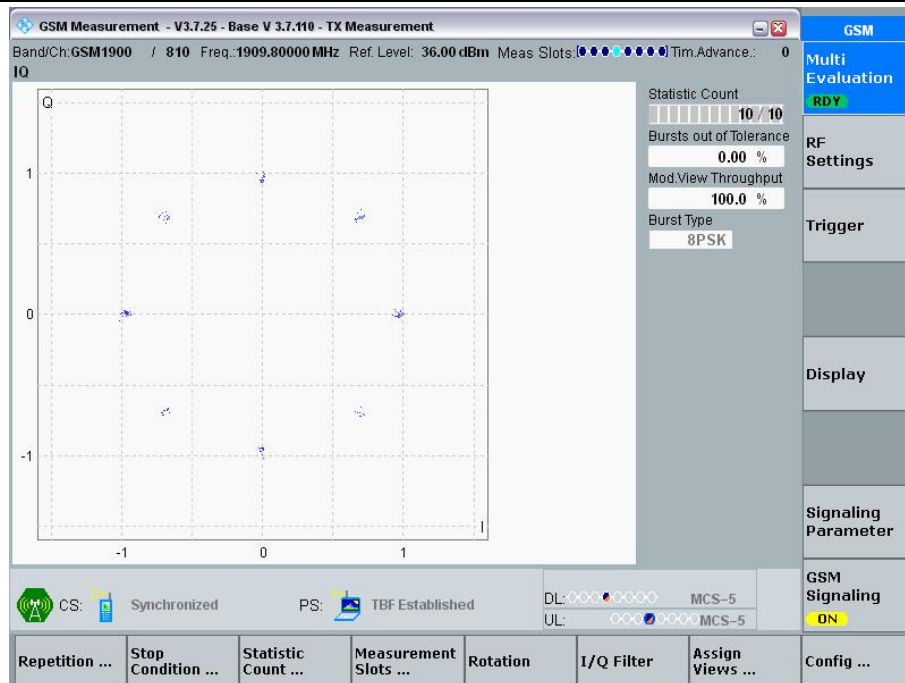 GSM Measurement - V3.7.25 - Base V 3.7.110 - TX Measurement
Band/Ch:GSM1900 / 810 Freq.:1909.80000 MHz Ref. Level: 36.00 dBm Meas Slots: Tim.Advance.: 0
IQ
Q
1
0
-1
-1 0 1
I
Statistic Count
10 / 10
Bursts out of Tolerance
0.00 %
Mod.View Throughput
100.0 %
Burst Type
8PSK
GSM
Multi
Evaluation
RDY
RF
Settings
Trigger
Display
Signaling
Parameter
GSM
Signaling
ON
CS: Synchronized PS: TBF Established
DL: MCS-5
UL: MCS-5
Repetition ...
Stop
Condition ...
Statistic
Count ...
Measurement
Slots ...
Rotation
I/Q Filter
Assign
Views ...
Config ...